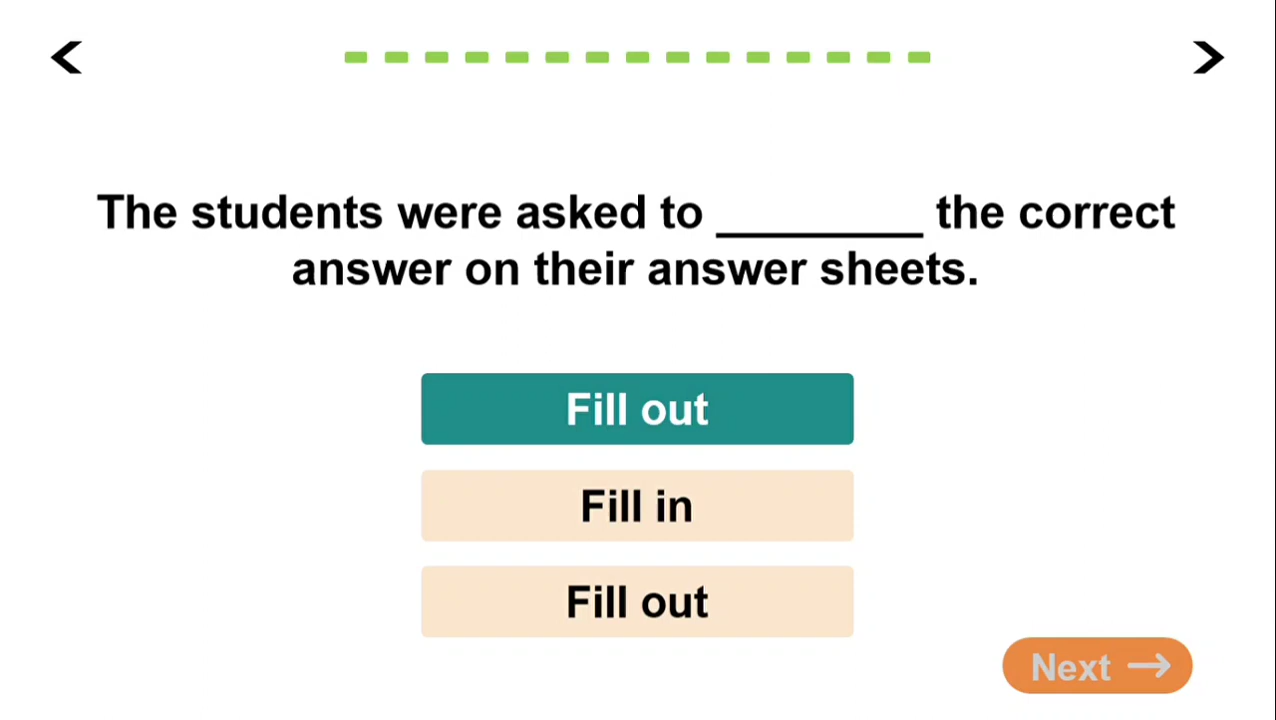 The students were asked to ________ the correct
answer on their answer sheets.
Fill out
Fill in
Fill out
Next →